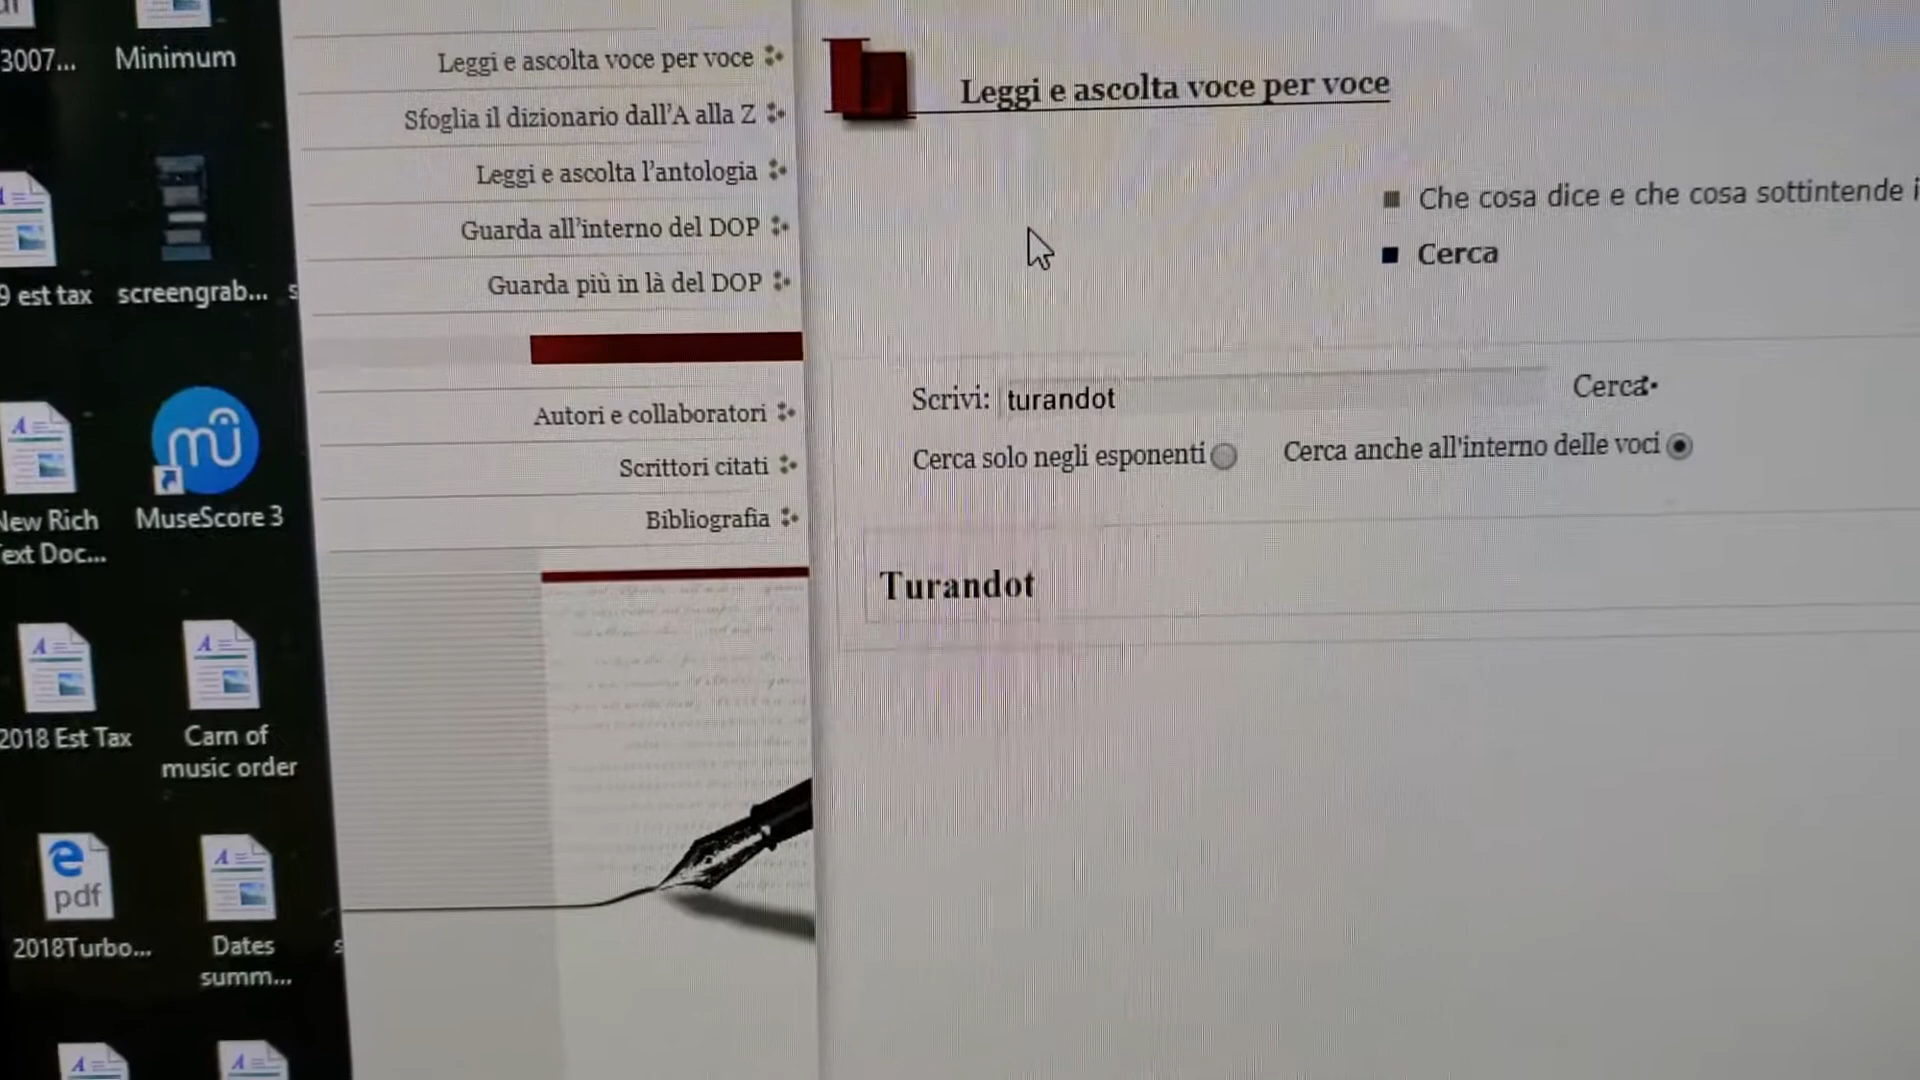 3007...
Minimum
9 est tax
screengrab...
New Rich
Text Doc...
MuseScore 3
2018 Est Tax
Carn of
music order
pdf
2018Turbo...
Dates
summ...
Leggi e ascolta voce per voce
Sfoglia il dizionario dall'A alla Z
Leggi e ascolta l'antologia
Guarda all'interno del DOP
Guarda più in là del DOP
Autori e collaboratori
Scrittori citati
Bibliografia
Leggi e ascolta voce per voce
Che cosa dice e che cosa sottintende i
Cerca
Scrivi: turandot
Cerca
Cerca solo negli esponenti
Cerca anche all'interno delle voci
Turandot